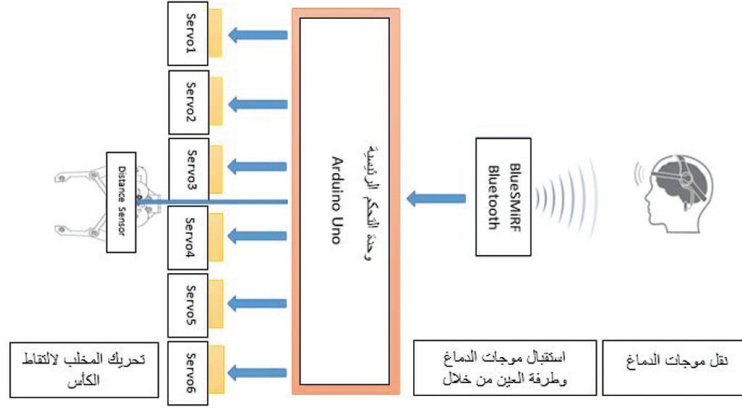 Servo1
Servo2
Servo3
Servo4
Servo5
Servo6
Distance Sensor
وحدة التحكم الرئيسية
Arduino Uno
BlueSMiRF
Bluetooth
نقل موجات الدماغ
استقبال موجات الدماغ
وطرفة العين من خلال
تحريك المخلب لالتقاط
الكأس